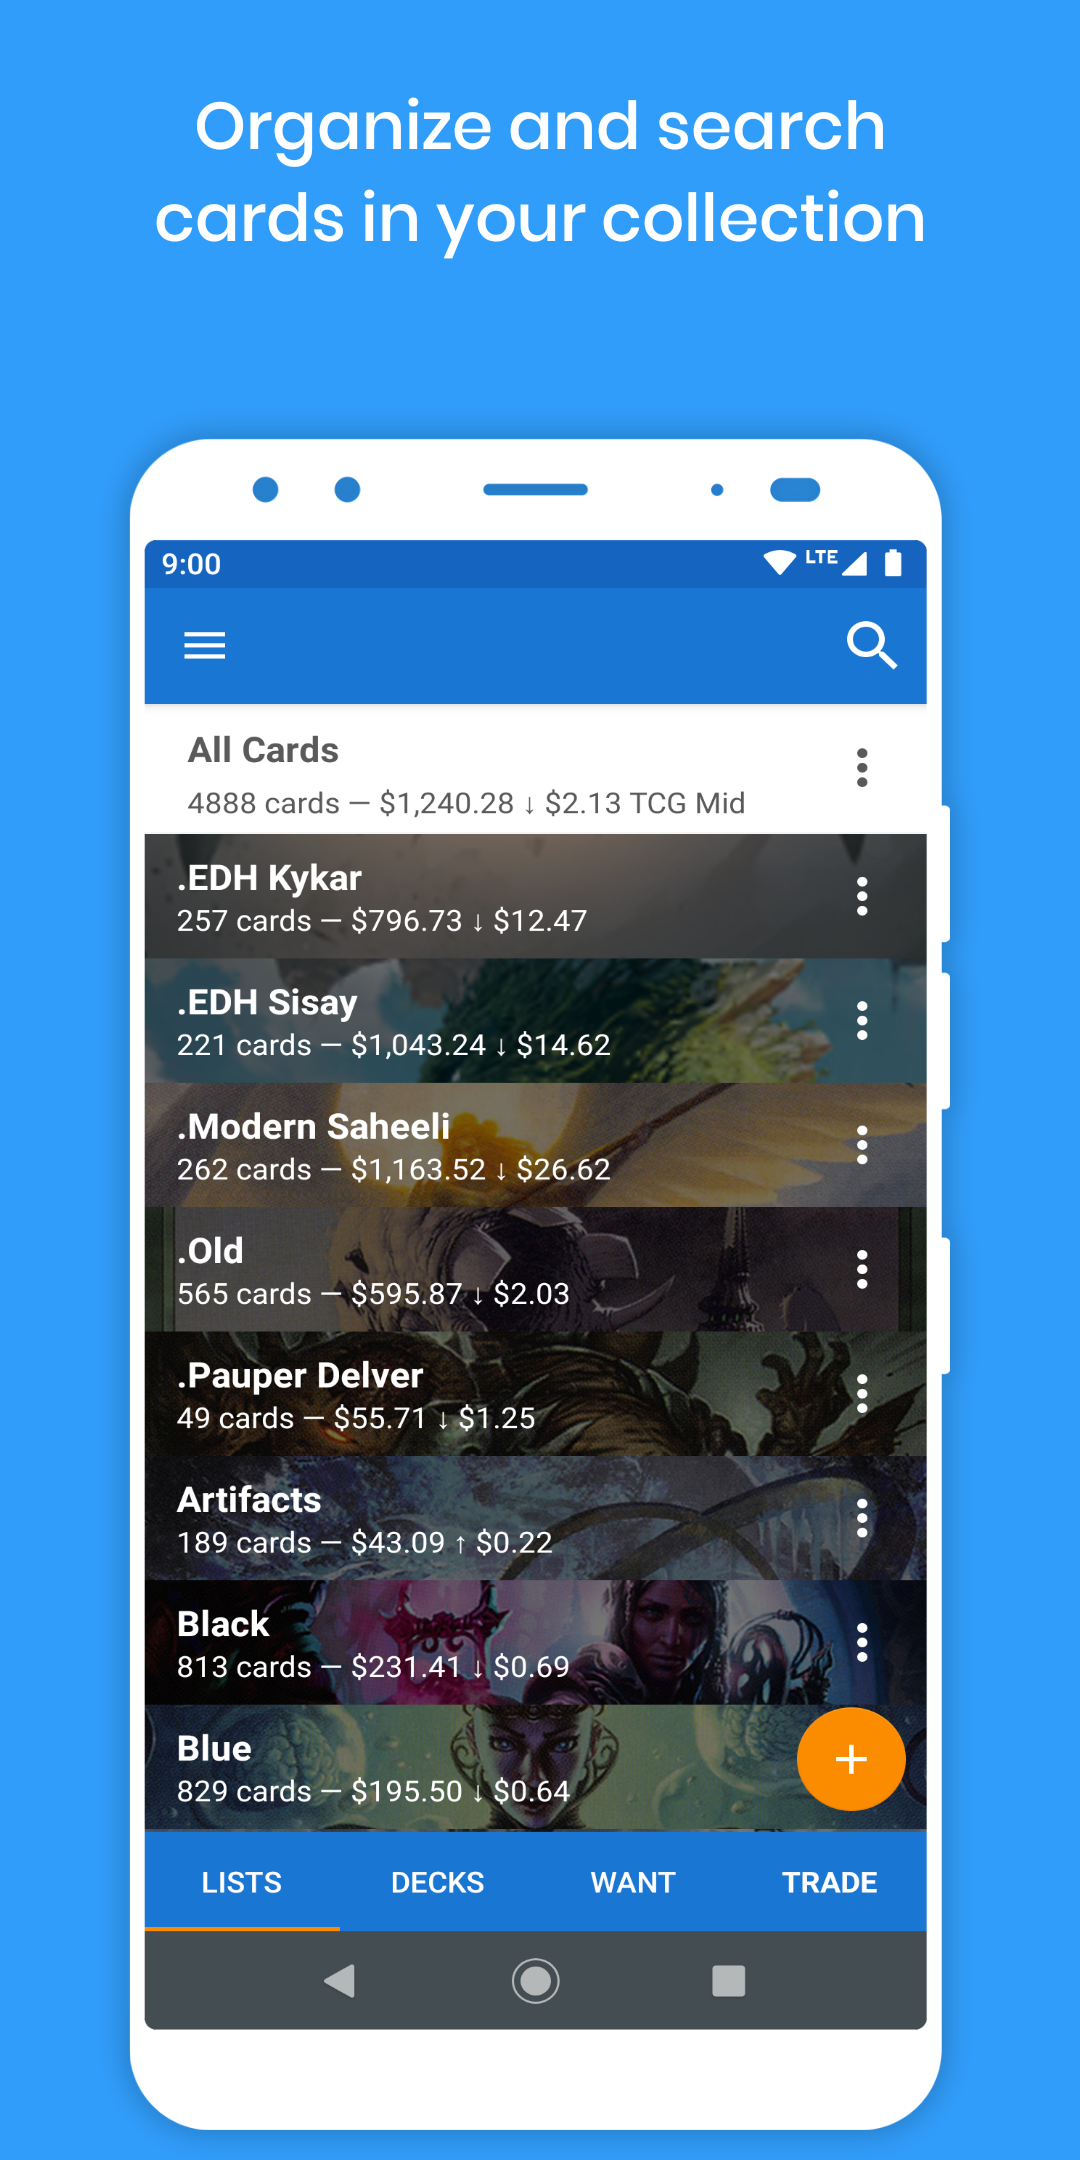 Organize and search
cards in your collection
9:00 LTE
All Cards
4888 cards — $1,240.28 ↓ $2.13 TCG Mid
.EDH Kykar
257 cards — $796.73 ↓ $12.47
.EDH Sisay
221 cards — $1,043.24 ↓ $14.62
.Modern Saheeli
262 cards — $1,163.52 ↓ $26.62
.Old
565 cards — $595.87 ↓ $2.03
.Pauper Delver
49 cards — $55.71 ↓ $1.25
Artifacts
189 cards — $43.09 ↑ $0.22
Black
813 cards — $231.41 ↓ $0.69
Blue
829 cards — $195.50 ↓ $0.64
LISTS DECKS WANT TRADE